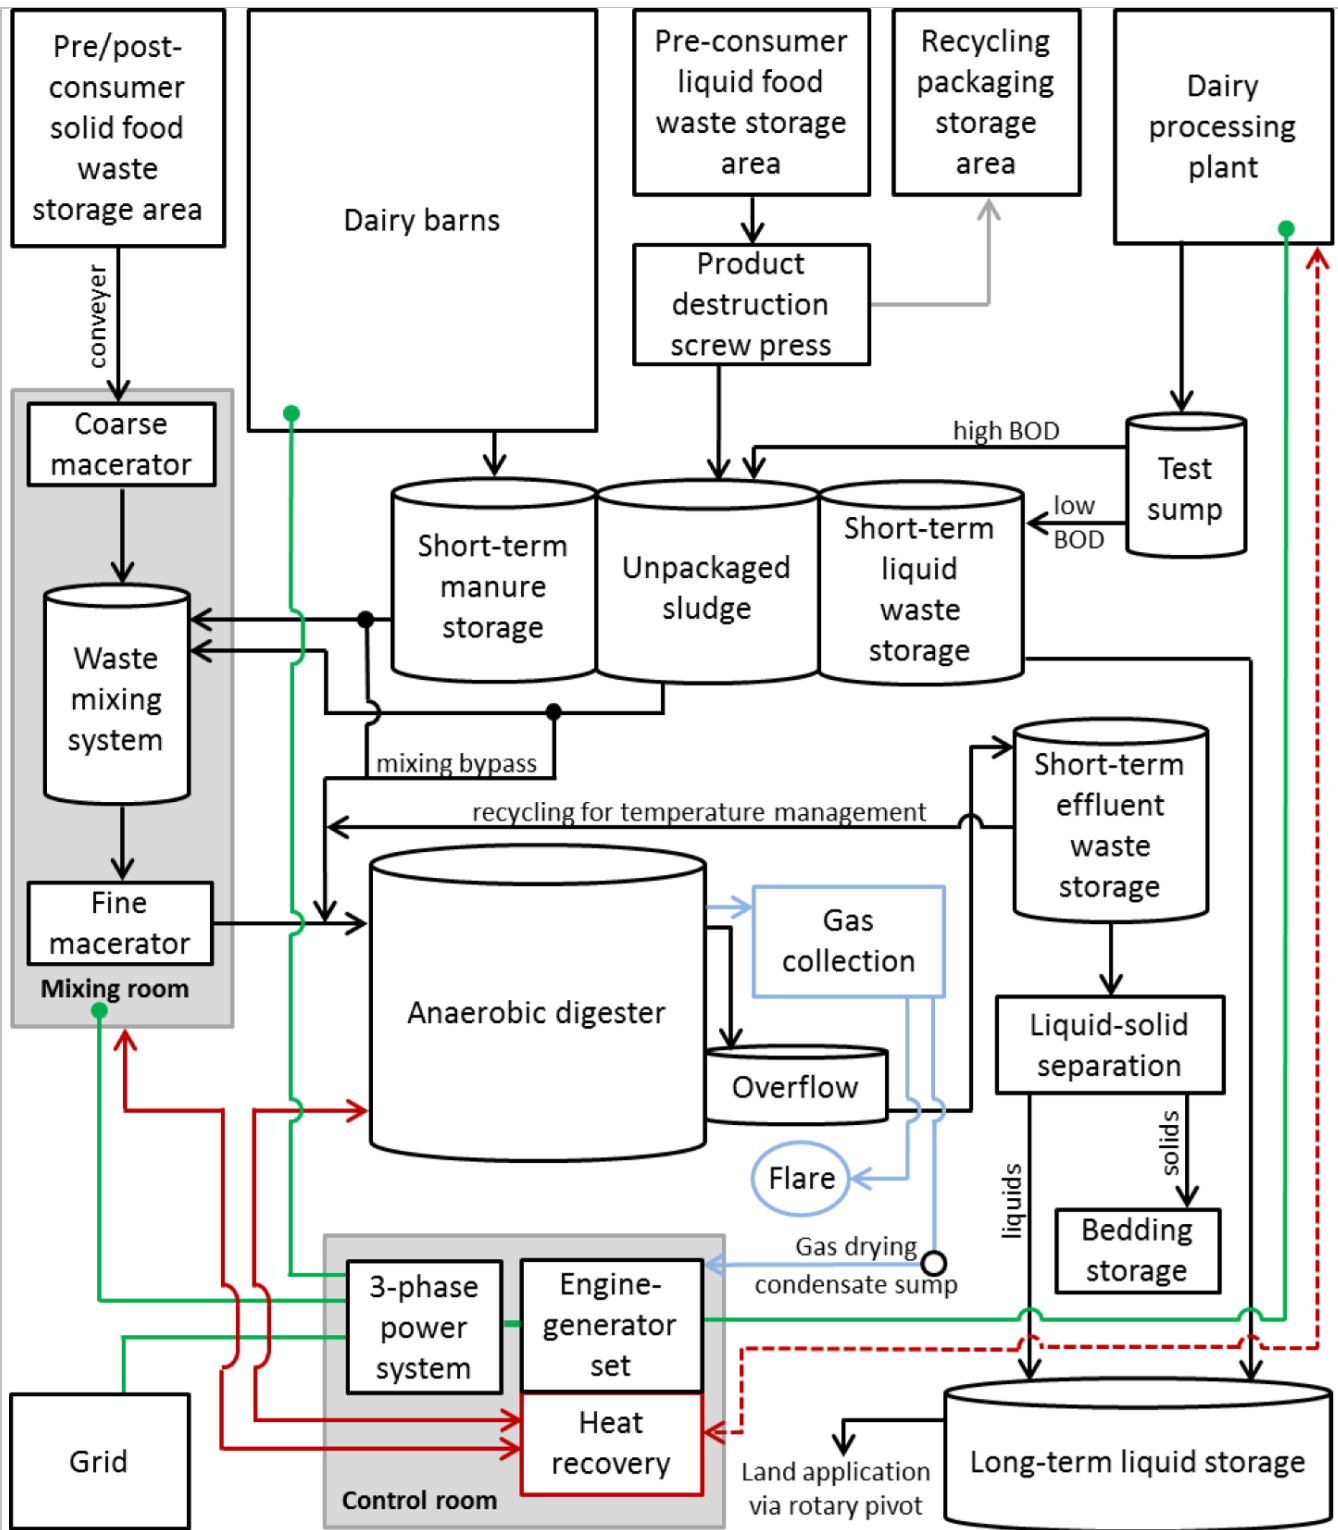 Pre/post-
consumer
solid food
waste
storage area
Dairy barns
Pre-consumer
liquid food
waste storage
area
Recycling
packaging
storage
area
Dairy
processing
plant
Product
destruction
screw press
conveyer
Coarse
macerator
high BOD
Test
sump
low
BOD
Short-term
manure
storage
Unpackaged
sludge
Short-term
liquid
waste
storage
Waste
mixing
system
mixing bypass
Short-term
effluent
waste
storage
recycling for temperature management
Fine
macerator
Mixing room
Anaerobic digester
Gas
collection
Overflow
Liquid-solid
separation
Flare
liquids
solids
Bedding
storage
Gas drying
condensate sump
3-phase
power
system
Engine-
generator
set
Heat
recovery
Control room
Grid
Land application
via rotary pivot
Long-term liquid storage